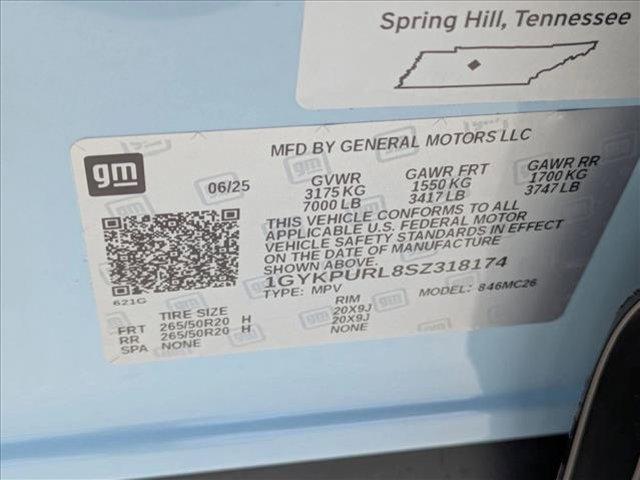 Spring Hill, Tennessee
gm
MFD BY GENERAL MOTORS LLC
06/25
GVWR GAWR FRT GAWR RR
3175 KG 1550 KG 1700 KG
7000 LB 3417 LB 3747 LB
THIS VEHICLE CONFORMS TO ALL
APPLICABLE U.S. FEDERAL MOTOR
VEHICLE SAFETY STANDARDS IN EFFECT
ON THE DATE OF MANUFACTURE
SHOWN ABOVE.
1GYKPURL8SZ318174
TYPE: MPV MODEL: 846MC26
621G
TIRE SIZE RIM
FRT 265/50R20 H 20X9J
RR 265/50R20 H 20X9J
SPA NONE NONE